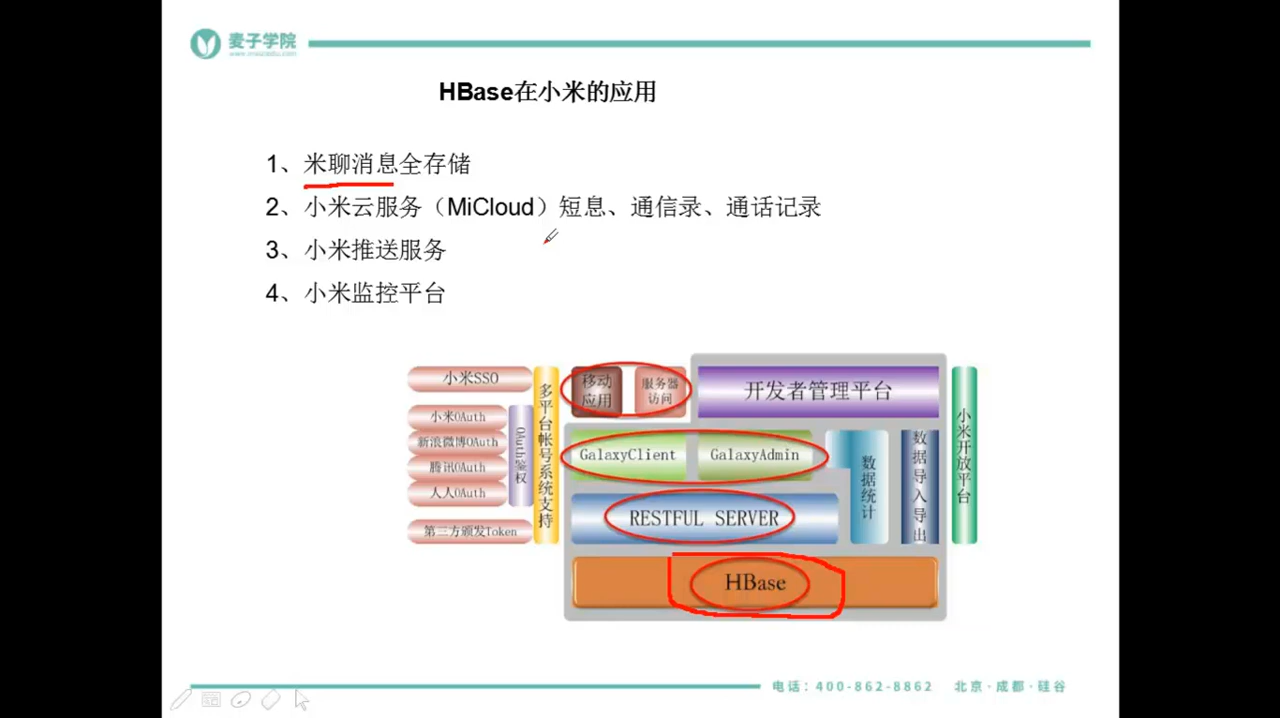 麦子学院
www.maiziedu.com
HBase在小米的应用
1、米聊消息全存储
2、小米云服务（MiCloud）短息、通信录、通话记录
3、小米推送服务
4、小米监控平台
小米SSO
小米OAuth
新浪微博OAuth
腾讯OAuth
人人OAuth
第三方颁发Token
OAuth鉴权
多平台帐号系统支持
移动
应用
服务器
访问
开发者管理平台
GalaxyClient
GalaxyAdmin
数据统计
数据导入导出
小米开放平台
RESTFUL SERVER
HBase
电话：400-862-8862
北京·成都·硅谷